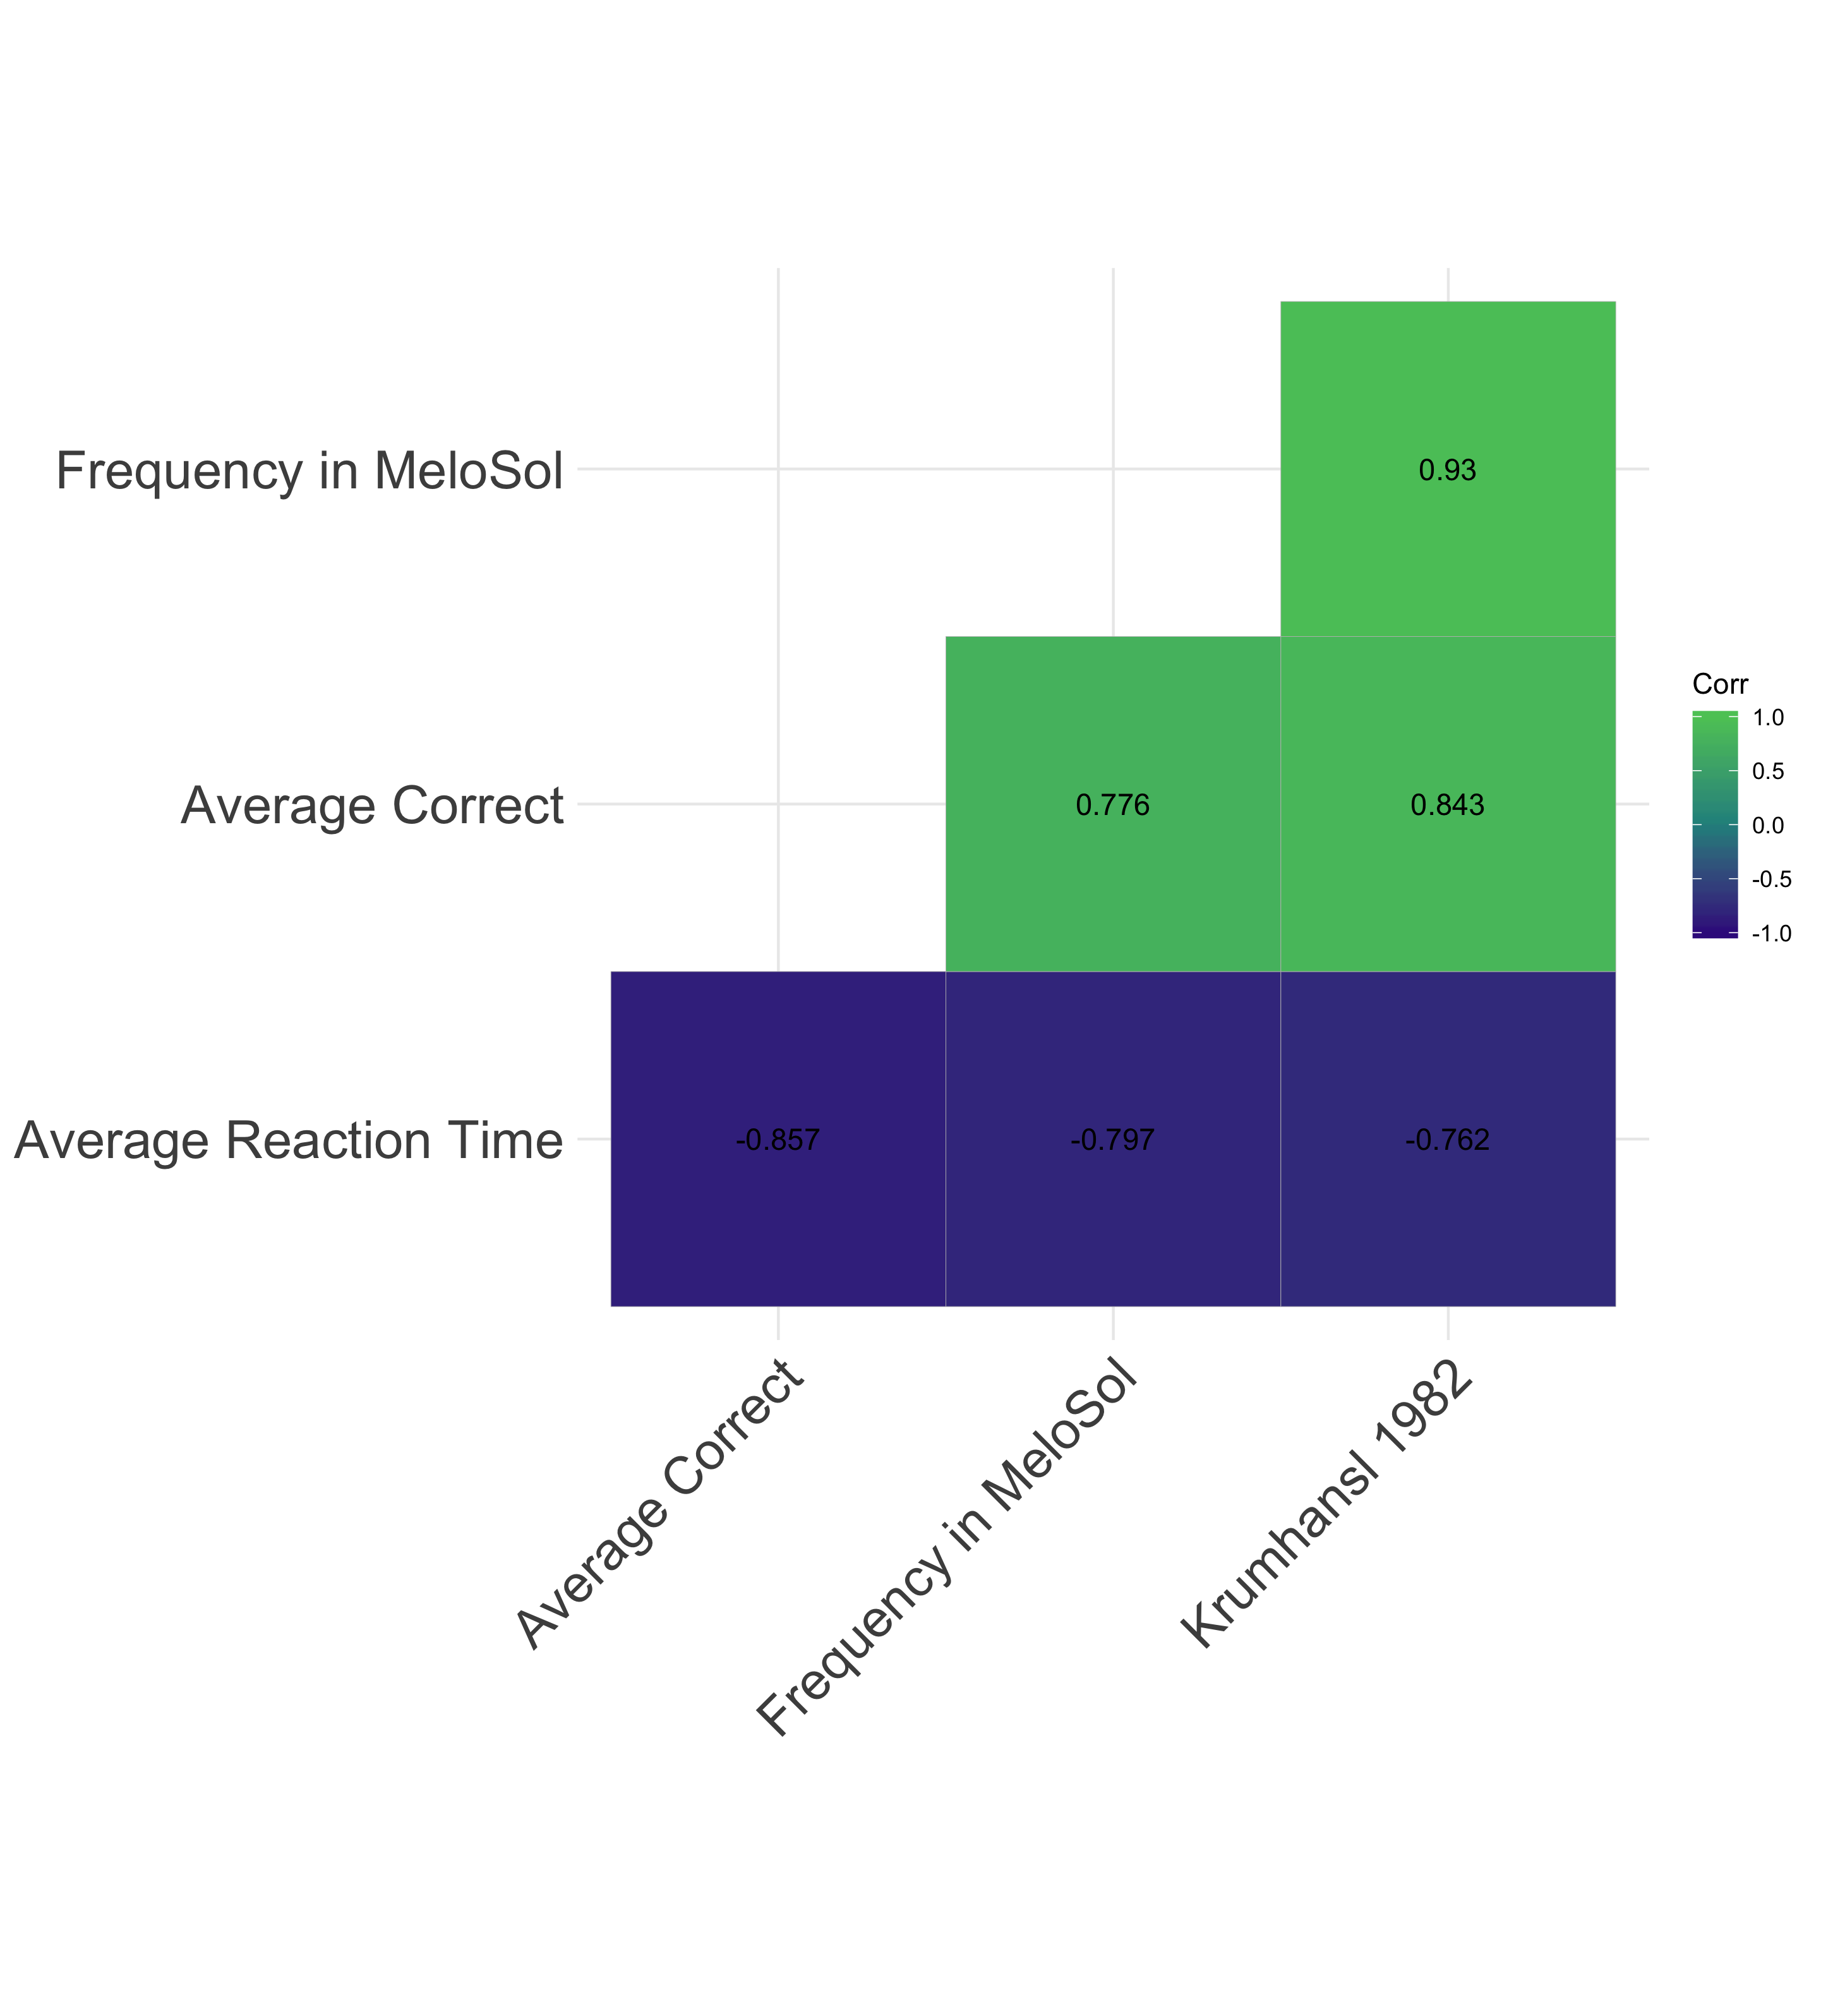 Frequency in MeloSol
0.93
Corr
1.0
0.5
0.0
-0.5
-1.0
Average Correct
0.776
0.843
Average Reaction Time
-0.857
-0.797
-0.762
Average Correct
Frequency in MeloSol
Krumhansl 1982